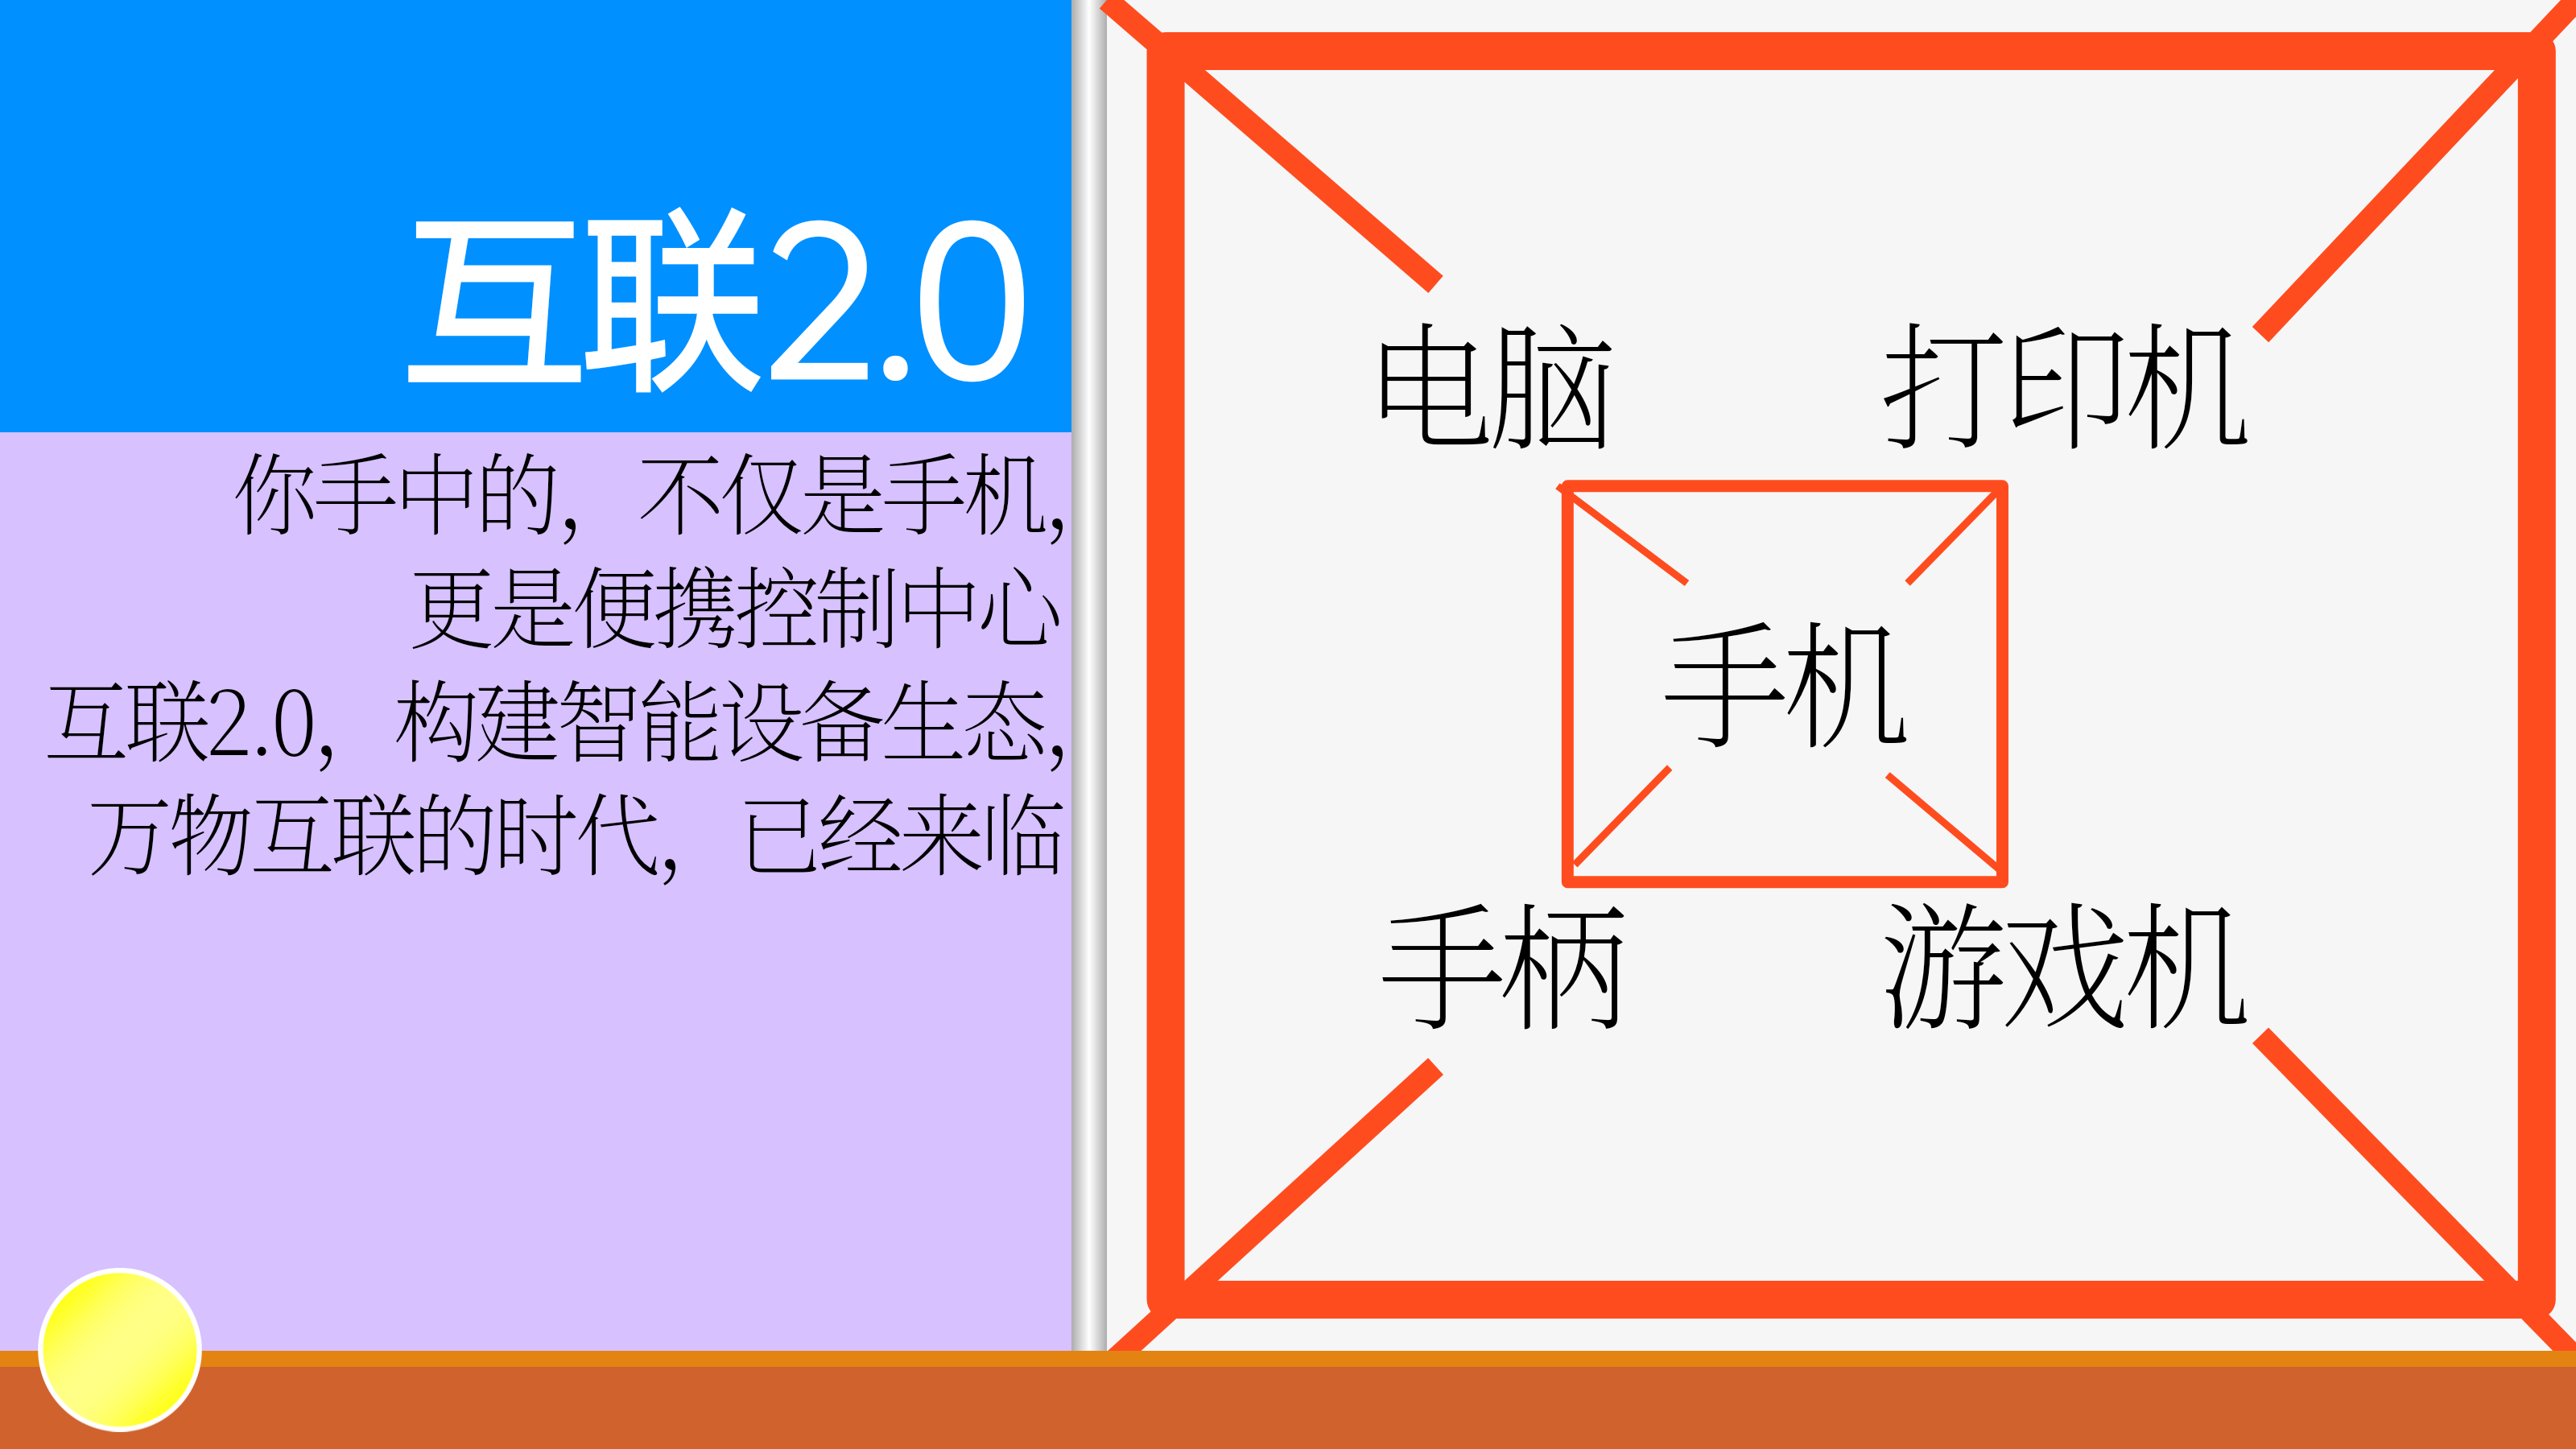 互联2.0
你手中的，不仅是手机，
更是便携控制中心
互联2.0，构建智能设备生态，
万物互联的时代，已经来临
电脑
打印机
手机
手柄
游戏机